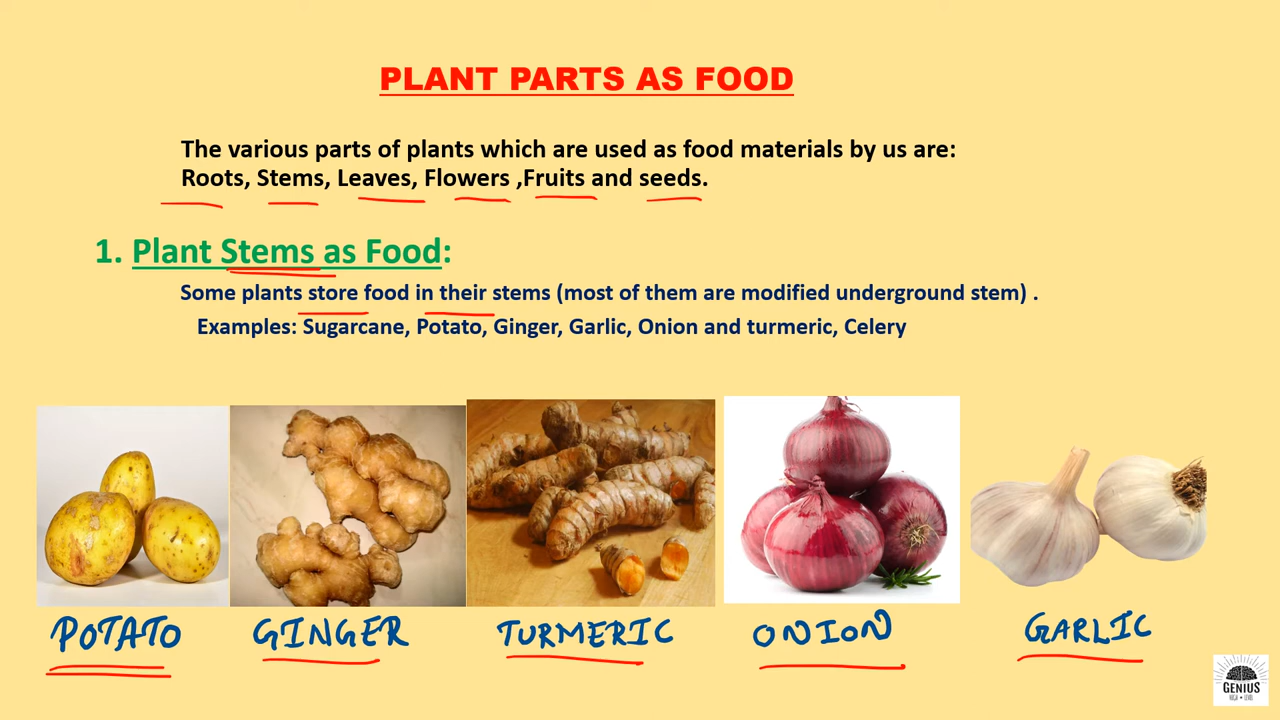 PLANT PARTS AS FOOD
The various parts of plants which are used as food materials by us are:
Roots, Stems, Leaves, Flowers ,Fruits and seeds.
1. Plant Stems as Food:
Some plants store food in their stems (most of them are modified underground stem) .
Examples: Sugarcane, Potato, Ginger, Garlic, Onion and turmeric, Celery
POTATO GINGER TURMERIC ONION GARLIC
GENIUS
HIGH LEVEL